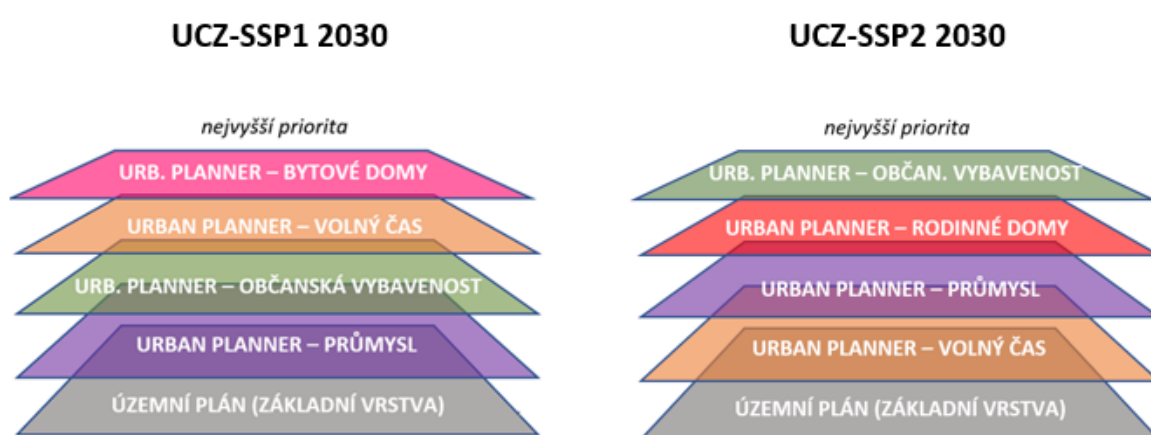 UCZ-SSP1 2030
nejvyšší priorita
URB. PLANNER – BYTOVÉ DOMY
URBAN PLANNER – VOLNÝ ČAS
URB. PLANNER – OBČANSKÁ VYBAVENOST
URBAN PLANNER – PRŮMYSL
ÚZEMNÍ PLÁN (ZÁKLADNÍ VRSTVA)
UCZ-SSP2 2030
nejvyšší priorita
URB. PLANNER – OBČAN. VYBAVENOST
URBAN PLANNER – RODINNÉ DOMY
URBAN PLANNER – PRŮMYSL
URBAN PLANNER – VOLNÝ ČAS
ÚZEMNÍ PLÁN (ZÁKLADNÍ VRSTVA)